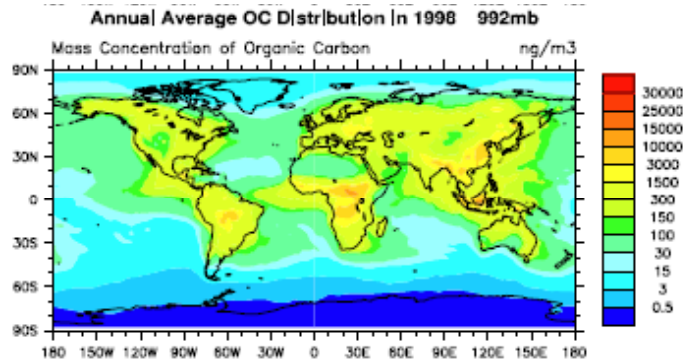 Annual Average OC Distribution in 1998 992mb
Mass Concentration of Organic Carbon ng/m3
90N
60N
30N
0
30S
60S
90S
180 150W 120W 90W 60W 30W 0 30E 60E 90E 120E 150E 180
30000
25000
15000
10000
3000
1500
300
150
100
30
15
3
0.5